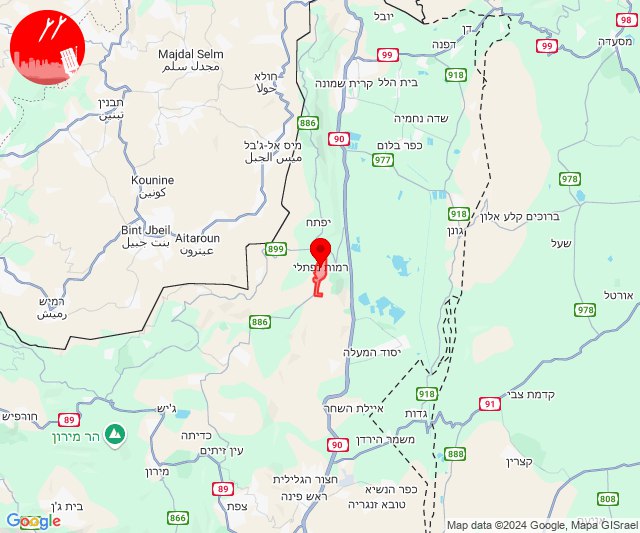 יובל
דן
98
99
דפנה
99
מסעדה
Majdal Selm
مجدل سلم
חולא
حولا
קרית שמונה
בית הלל
918
תבנין
تبنين
886
שדה נחמיה
90
מיס אל-ג'בל
ميس الجبل
כפר בלום
977
Kounine
كونين
978
יפתח
918
ברוכים קלע אלון
Bint Jbeil
بنت جبيل
Aitaroun
عيترون
גונן
899
שעל
978
רמות נפתלי
רמיש
رميش
אורטל
978
886
יסוד המעלה
קדמת צבי
918
91
איילת השחר
גדות
ג'יש
חורפיש
89
הר מירון
כדיתה
עין זיתים
90
משמר הירדן
888
קצרין
מירון
חצור הגלילית
ראש פינה
89
כפר הנשיא
טובא זנגריה
808
בית ג'ן
866
צפת
Google
Map data ©2024 Google, Mapa GISrael